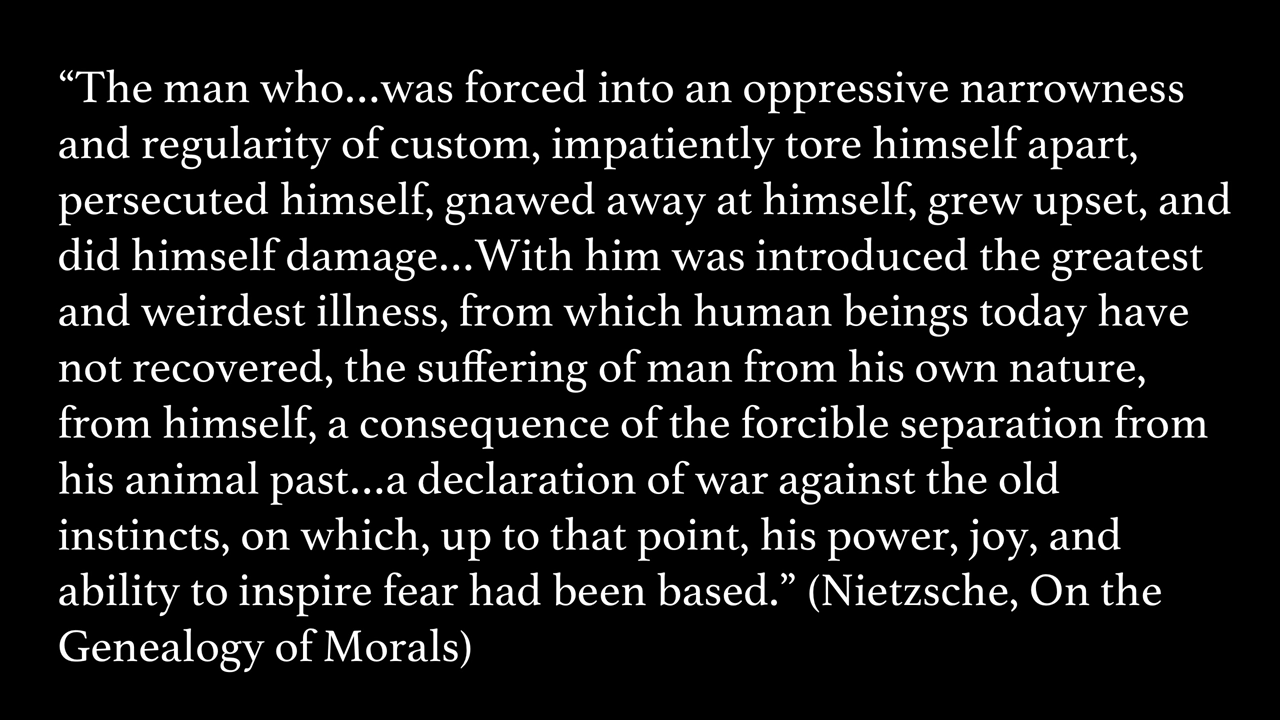 “The man who...was forced into an oppressive narrowness
and regularity of custom, impatiently tore himself apart,
persecuted himself, gnawed away at himself, grew upset, and
did himself damage...With him was introduced the greatest
and weirdest illness, from which human beings today have
not recovered, the suffering of man from his own nature,
from himself, a consequence of the forcible separation from
his animal past...a declaration of war against the old
instincts, on which, up to that point, his power, joy, and
ability to inspire fear had been based.” (Nietzsche, On the
Genealogy of Morals)